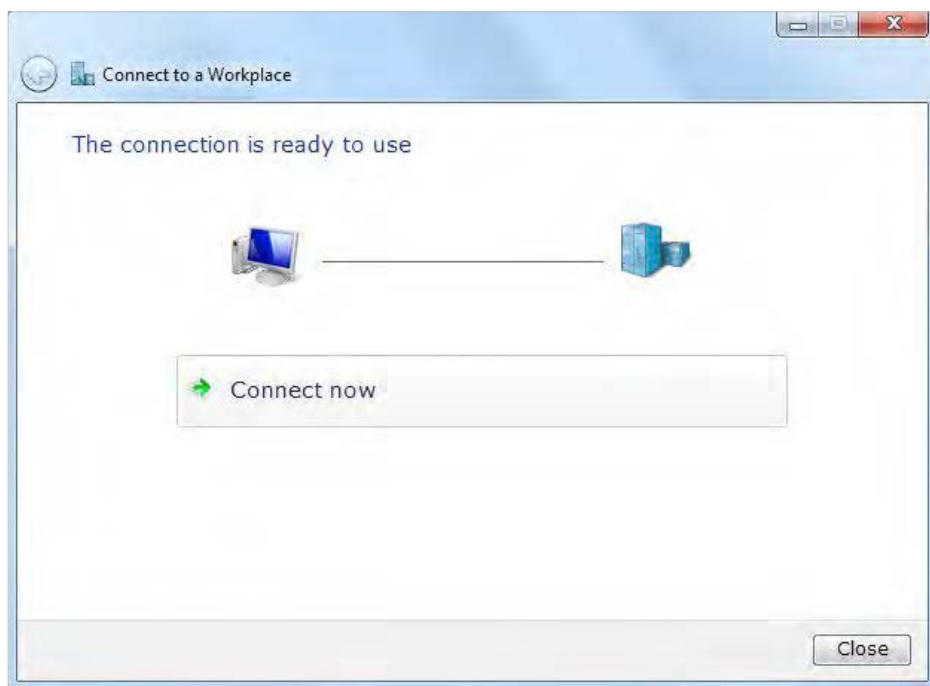 Connect to a Workplace
The connection is ready to use
Connect now
Close